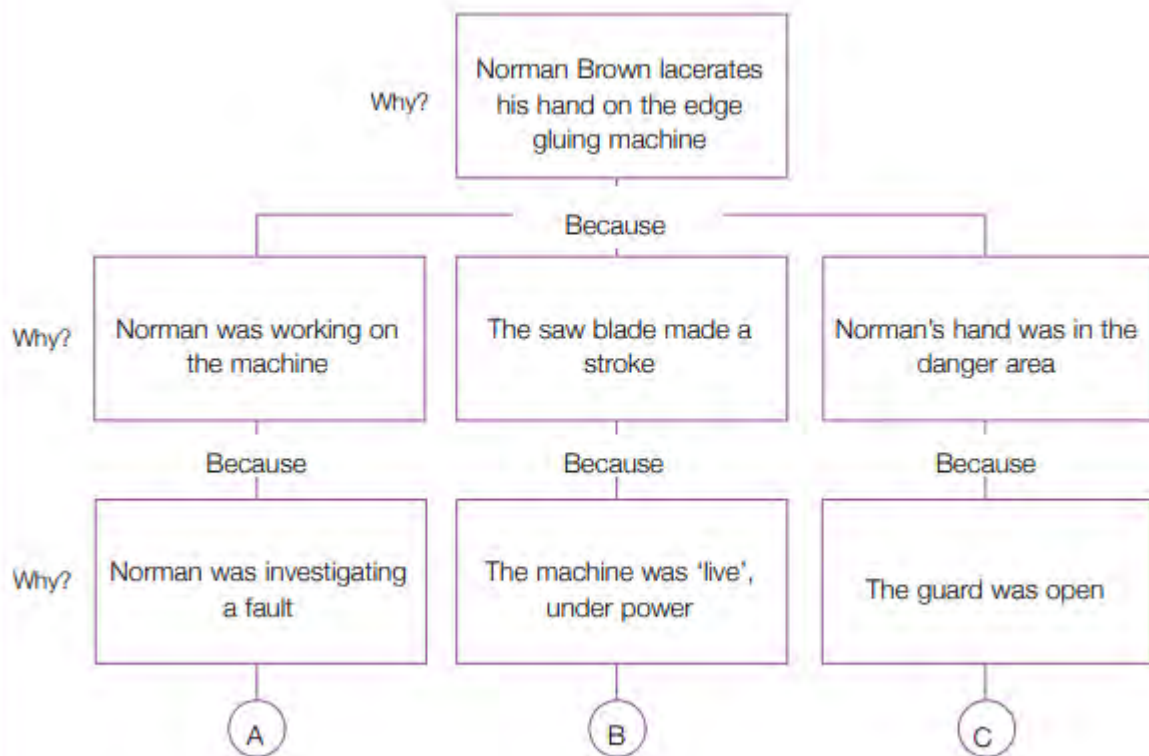 Norman Brown lacerates
Why?
his hand on the edge
gluing machine
Because
Why?
Norman was working on
the machine
The saw blade made a
stroke
Norman’s hand was in the
danger area
Because
Because
Because
Why?
Norman was investigating
a fault
The machine was ‘live’,
under power
The guard was open
A
B
C